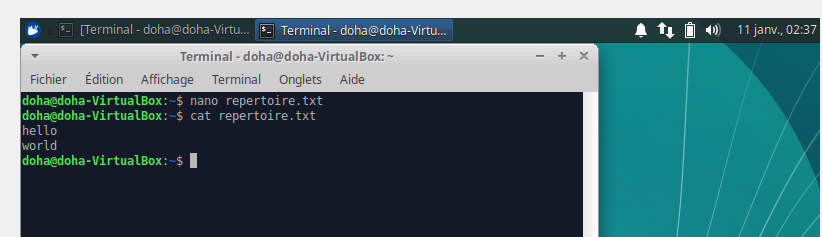 [Terminal - doha@doha-Virtu... Terminal - doha@doha-Virtu... 11 janv., 02:37
Terminal - doha@doha-VirtualBox: ~
Fichier Édition Affichage Terminal Onglets Aide
doha@doha-VirtualBox:~$ nano repertoire.txt
doha@doha-VirtualBox:~$ cat repertoire.txt
hello
world
doha@doha-VirtualBox:~$